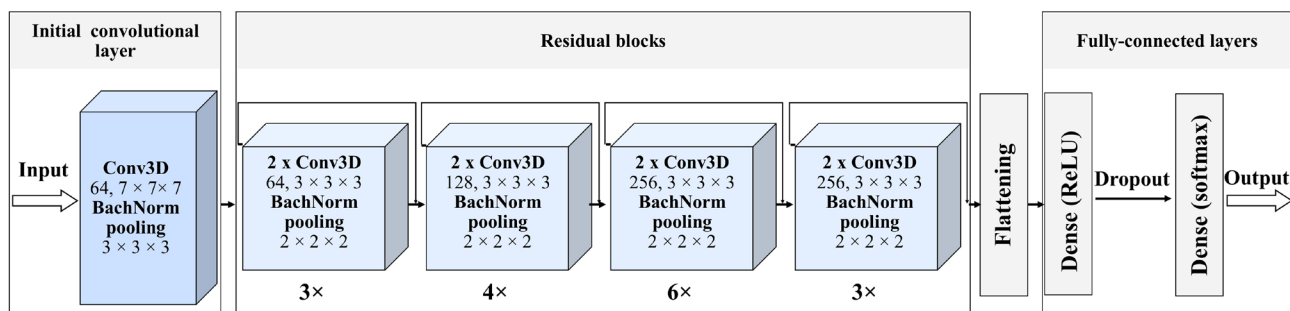 Initial convolutional
layer
Residual blocks
Fully-connected layers
Input
Conv3D
64, 7 × 7× 7
BachNorm
pooling
3 × 3 × 3
2 x Conv3D
64, 3 × 3 × 3
BachNorm
pooling
2 × 2 × 2
3×
2 x Conv3D
128, 3 × 3 × 3
BachNorm
pooling
2 × 2 × 2
4×
2 x Conv3D
256, 3 × 3 × 3
BachNorm
pooling
2 × 2 × 2
6×
2 x Conv3D
256, 3 × 3 × 3
BachNorm
pooling
2 × 2 × 2
3×
Flattening
Dense (ReLU)
Dropout
Dense (softmax)
Output